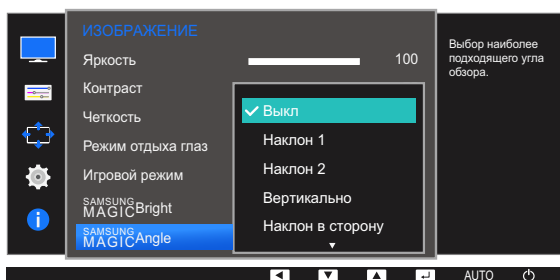 ИЗОБРАЖЕНИЕ
Яркость 100
Контраст
Четкость
Режим отдыха глаз
Игровой режим
SAMSUNG
MAGICBright
SAMSUNG
MAGICAngle
Выкл
Наклон 1
Наклон 2
Вертикально
Наклон в сторону
Выбор наиболее
подходящего угла
обзора.
AUTO